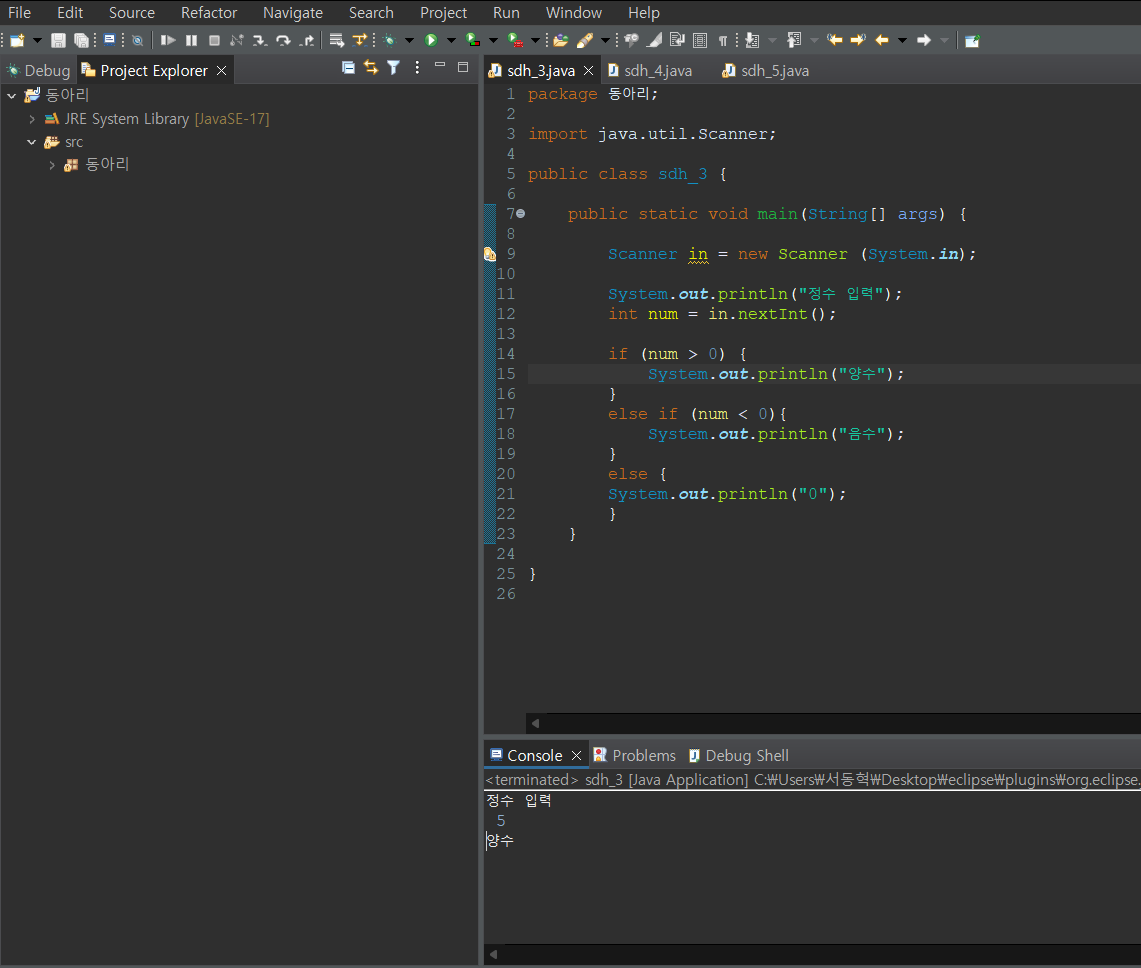 File Edit Source Refactor Navigate Search Project Run Window Help
Debug Project Explorer
동아리
JRE System Library [JavaSE-17]
src
동아리
sdh_3.java sdh_4.java sdh_5.java
1 package 동아리;
2
3 import java.util.Scanner;
4
5 public class sdh_3 {
6
7 public static void main(String[] args) {
8
9 Scanner in = new Scanner (System.in);
10
11 System.out.println("정수 입력");
12 int num = in.nextInt();
13
14 if (num > 0) {
15 System.out.println("양수");
16 }
17 else if (num < 0){
18 System.out.println("음수");
19 }
20 else {
21 System.out.println("0");
22 }
23 }
24
25 }
26
Console Problems Debug Shell
<terminated> sdh_3 [Java Application] C:₩Users₩서동혁₩Desktop₩eclipse₩plugins₩org.eclipse.
정수 입력
5
양수